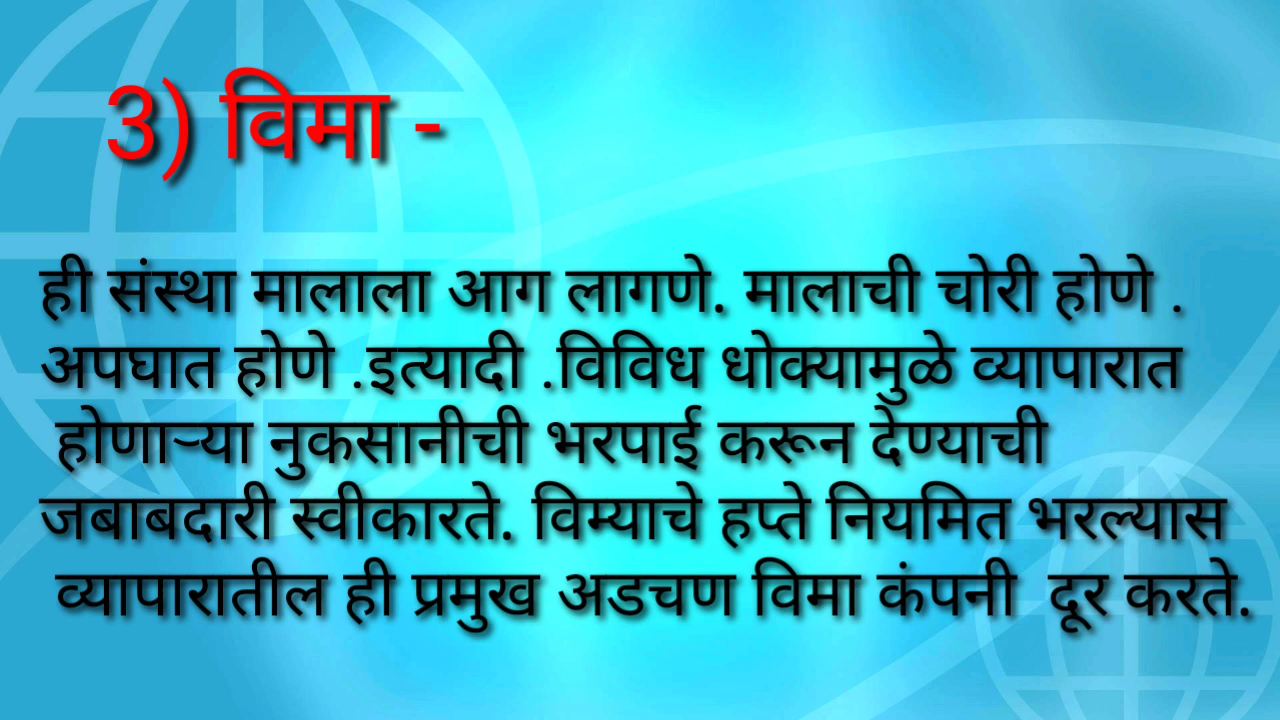 3) विमा -
ही संस्था मालाला आग लागणे. मालाची चोरी होणे .
अपघात होणे .इत्यादी .विविध धोक्यामुळे व्यापारात
होणाऱ्या नुकसानीची भरपाई करून देण्याची
जबाबदारी स्वीकारते. विम्याचे हप्ते नियमित भरल्यास
व्यापारातील ही प्रमुख अडचण विमा कंपनी  दूर करते.